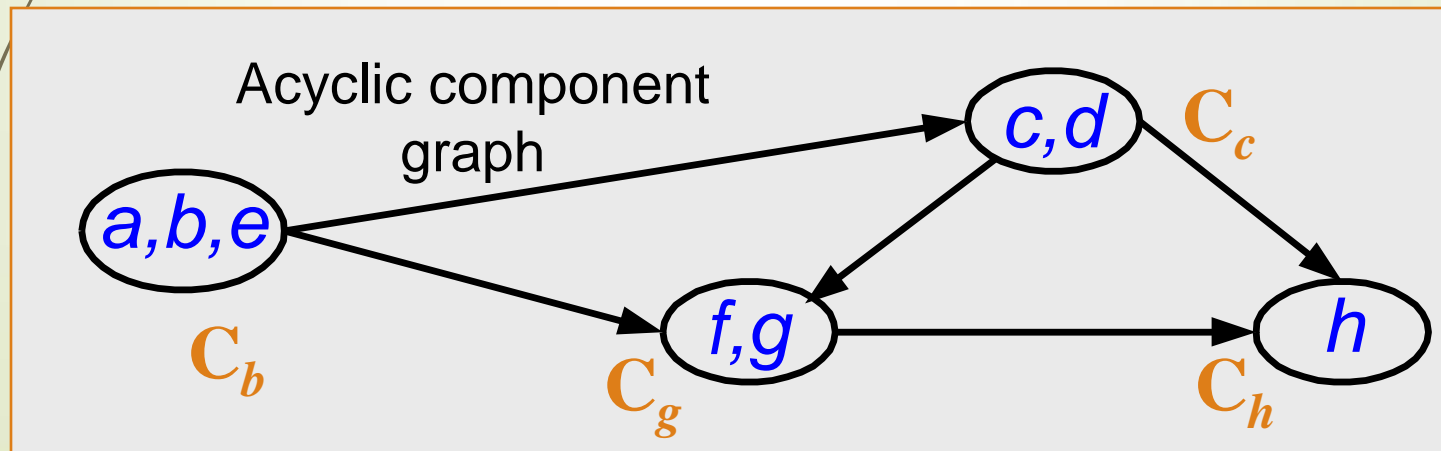 Acyclic component
graph
c,d
C_c
a,b,e
C_b
f,g
C_g
h
C_h